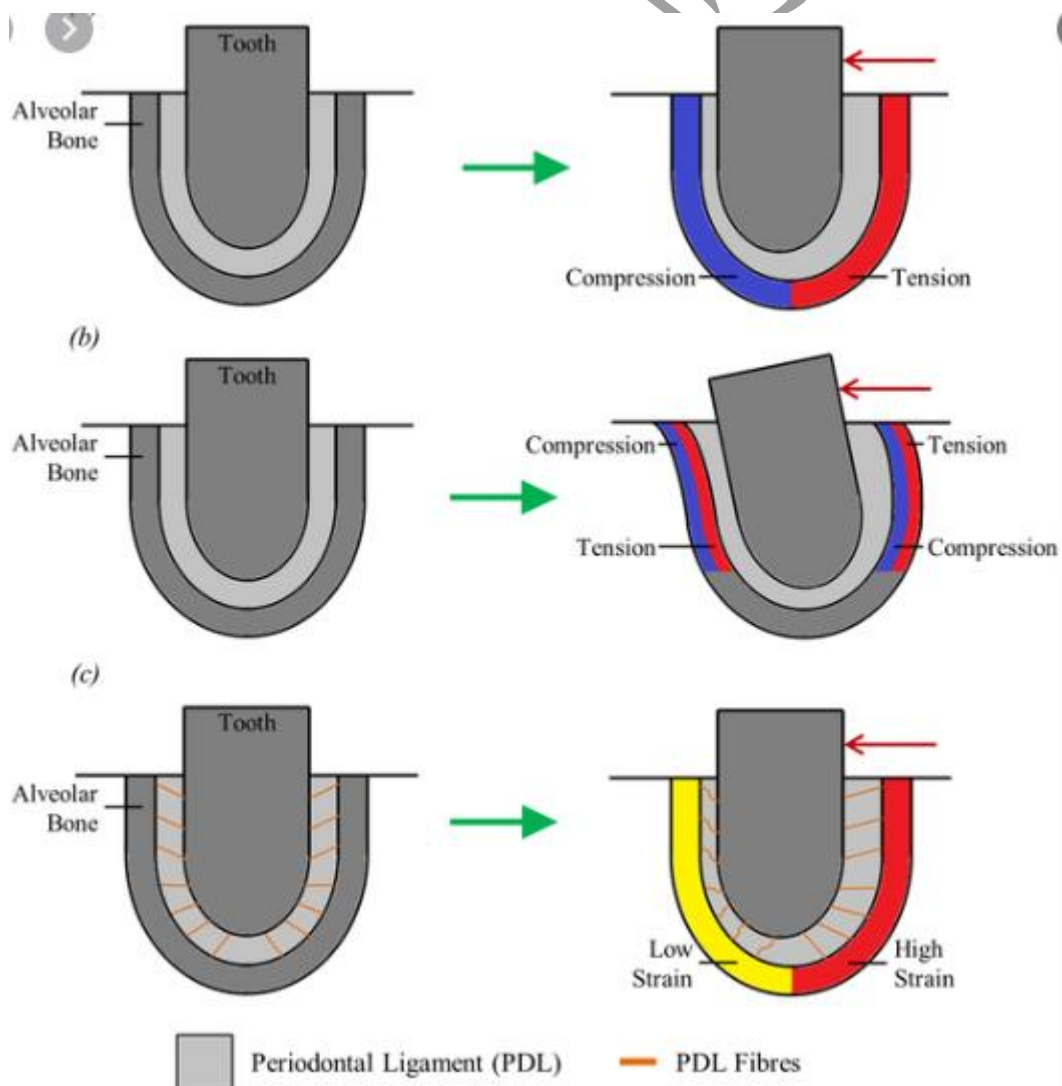 Tooth
Alveolar
Bone
Compression
Tension
(b)
Tooth
Alveolar
Bone
Compression
Tension
Tension
Compression
(c)
Tooth
Alveolar
Bone
Low
Strain
High
Strain
Periodontal Ligament (PDL)
PDL Fibres